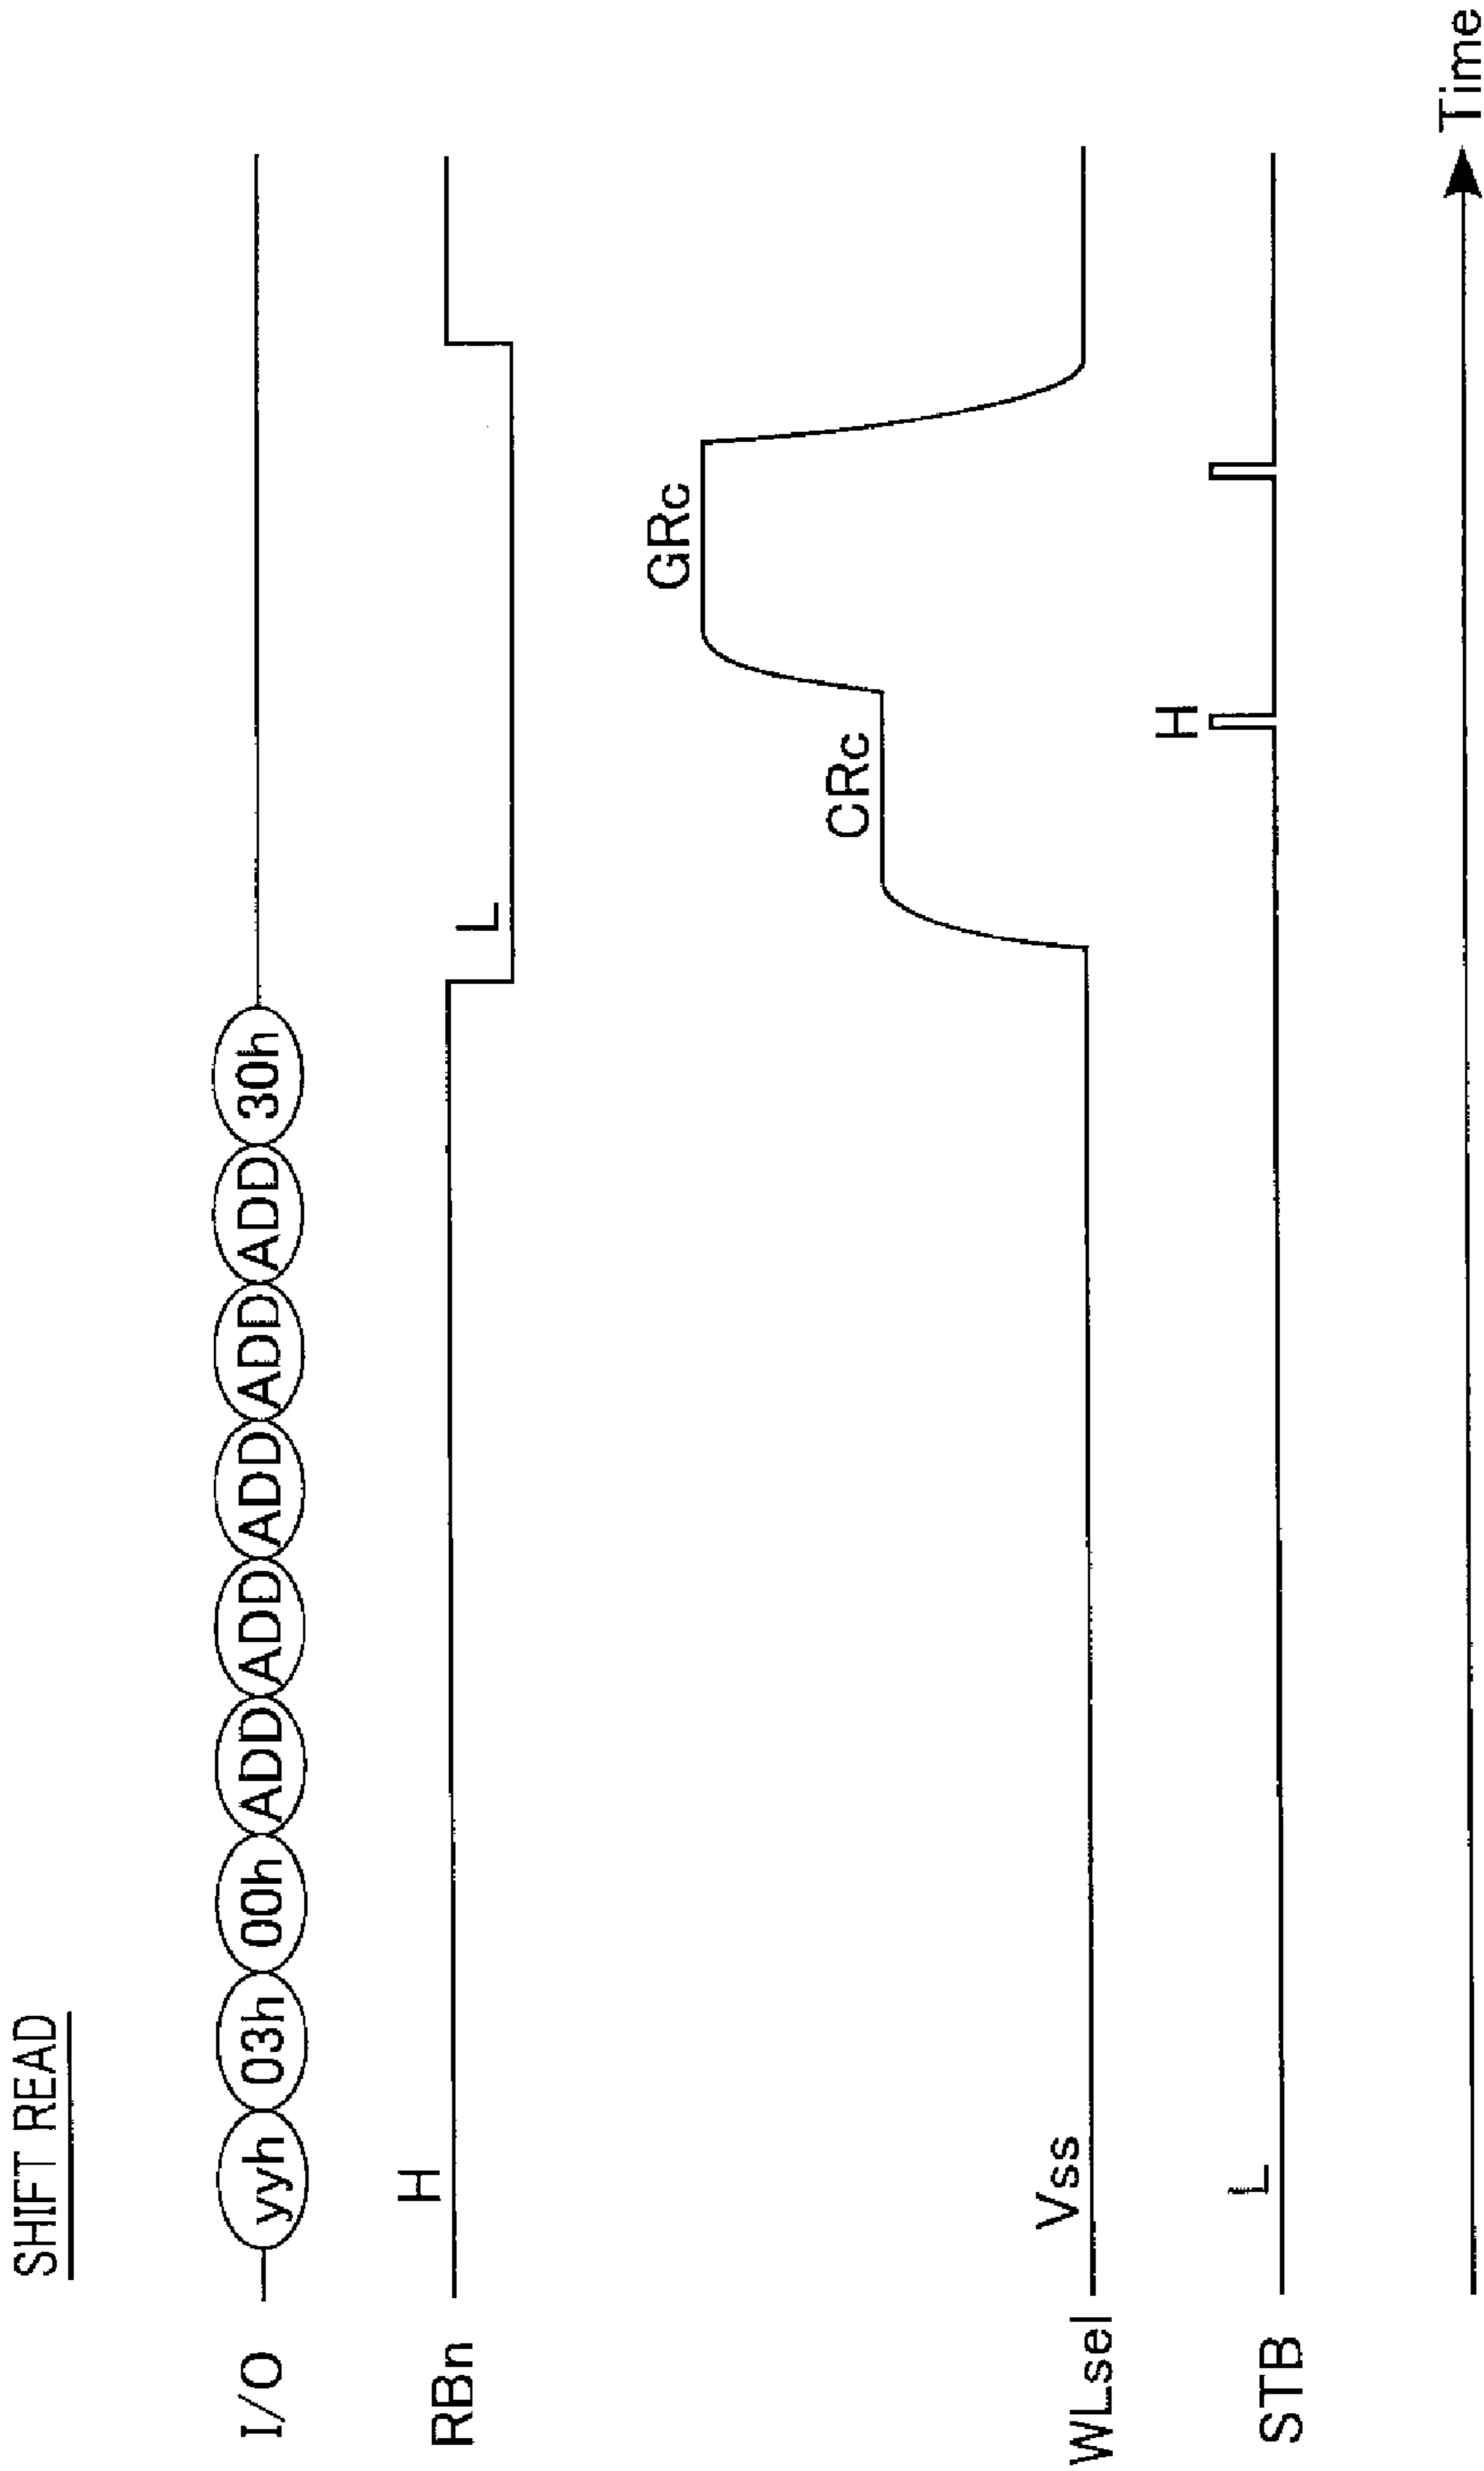 SHIFT READ
I/O yyh 03h 00h ADD ADD ADD ADD ADD 30h
RBn H L
WLsel Vss CRc GRc
STB L H
Time